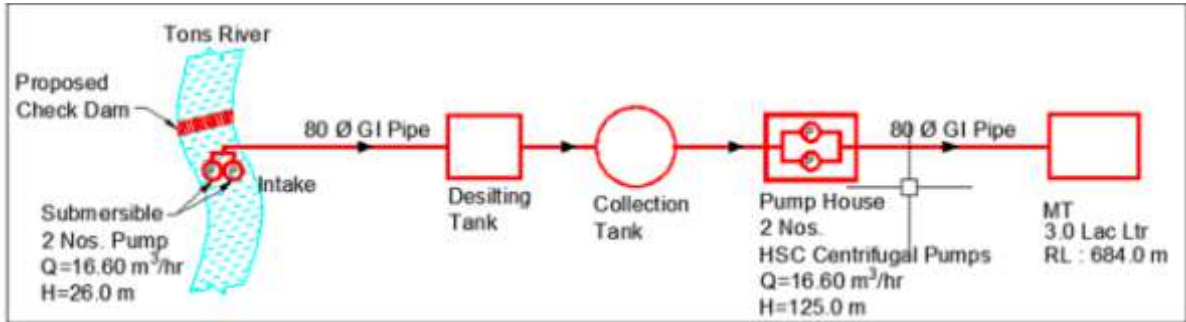 Tons River
Proposed
Check Dam
80 Ø GI Pipe
Intake
Submersible
2 Nos. Pump
Q=16.60 m³/hr
H=26.0 m
Desilting
Tank
Collection
Tank
Pump House
2 Nos.
HSC Centrifugal Pumps
Q=16.60 m³/hr
H=125.0 m
80 Ø GI Pipe
MT
3.0 Lac Ltr
RL : 684.0 m